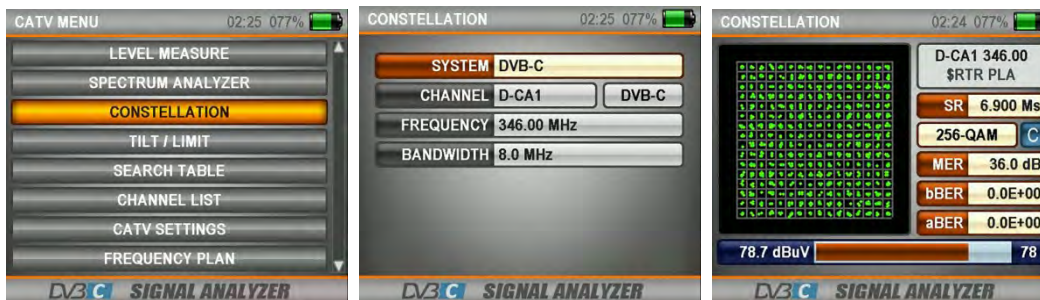 CATV MENU 02:25 077%
LEVEL MEASURE
SPECTRUM ANALYZER
CONSTELLATION
TILT / LIMIT
SEARCH TABLE
CHANNEL LIST
CATV SETTINGS
FREQUENCY PLAN
DVB C SIGNAL ANALYZER
CONSTELLATION 02:25 077%
SYSTEM DVB-C
CHANNEL D-CA1 DVB-C
FREQUENCY 346.00 MHz
BANDWIDTH 8.0 MHz
DVB C SIGNAL ANALYZER
CONSTELLATION 02:24 077%
D-CA1 346.00
$RTR PLA
SR 6.900 Ms
256-QAM C
MER 36.0 dB
bBER 0.0E+00
aBER 0.0E+00
78.7 dBuV 78
DVB C SIGNAL ANALYZER